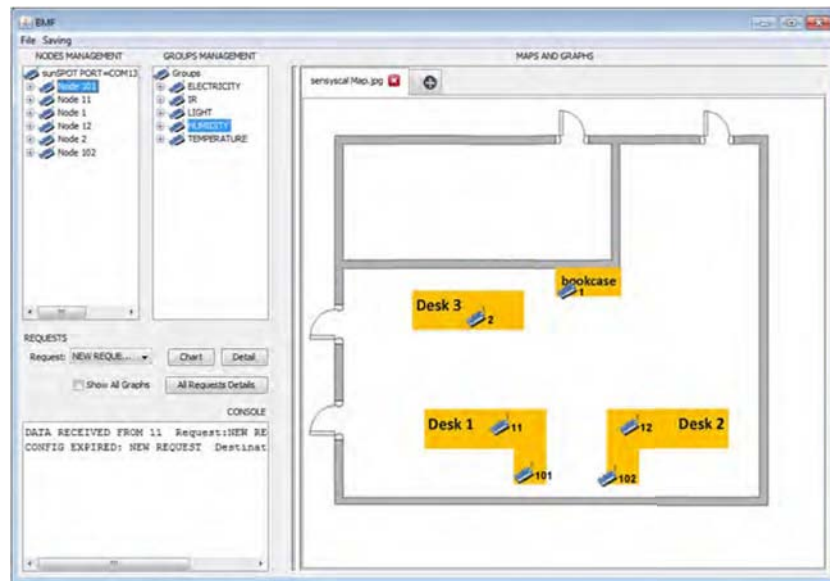 BMF
File Saving
NODES MANAGEMENT
sunSPOT PORT=COM13
Node 101
Node 11
Node 1
Node 12
Node 2
Node 102
GROUPS MANAGEMENT
Groups
ELECTRICITY
IR
LIGHT
HUMIDITY
TEMPERATURE
REQUESTS
Request: NEW REQUE...
Chart
Detail
Show All Graphs
All Requests Details
CONSOLE
DATA RECEIVED FROM 11 Request:NEW RE
CONFIG EXPIRED: NEW REQUEST Destinat
MAPS AND GRAPHS
sensyscal Map.jpg
bookcase
1
Desk 3
2
Desk 1
11
101
12
Desk 2
102